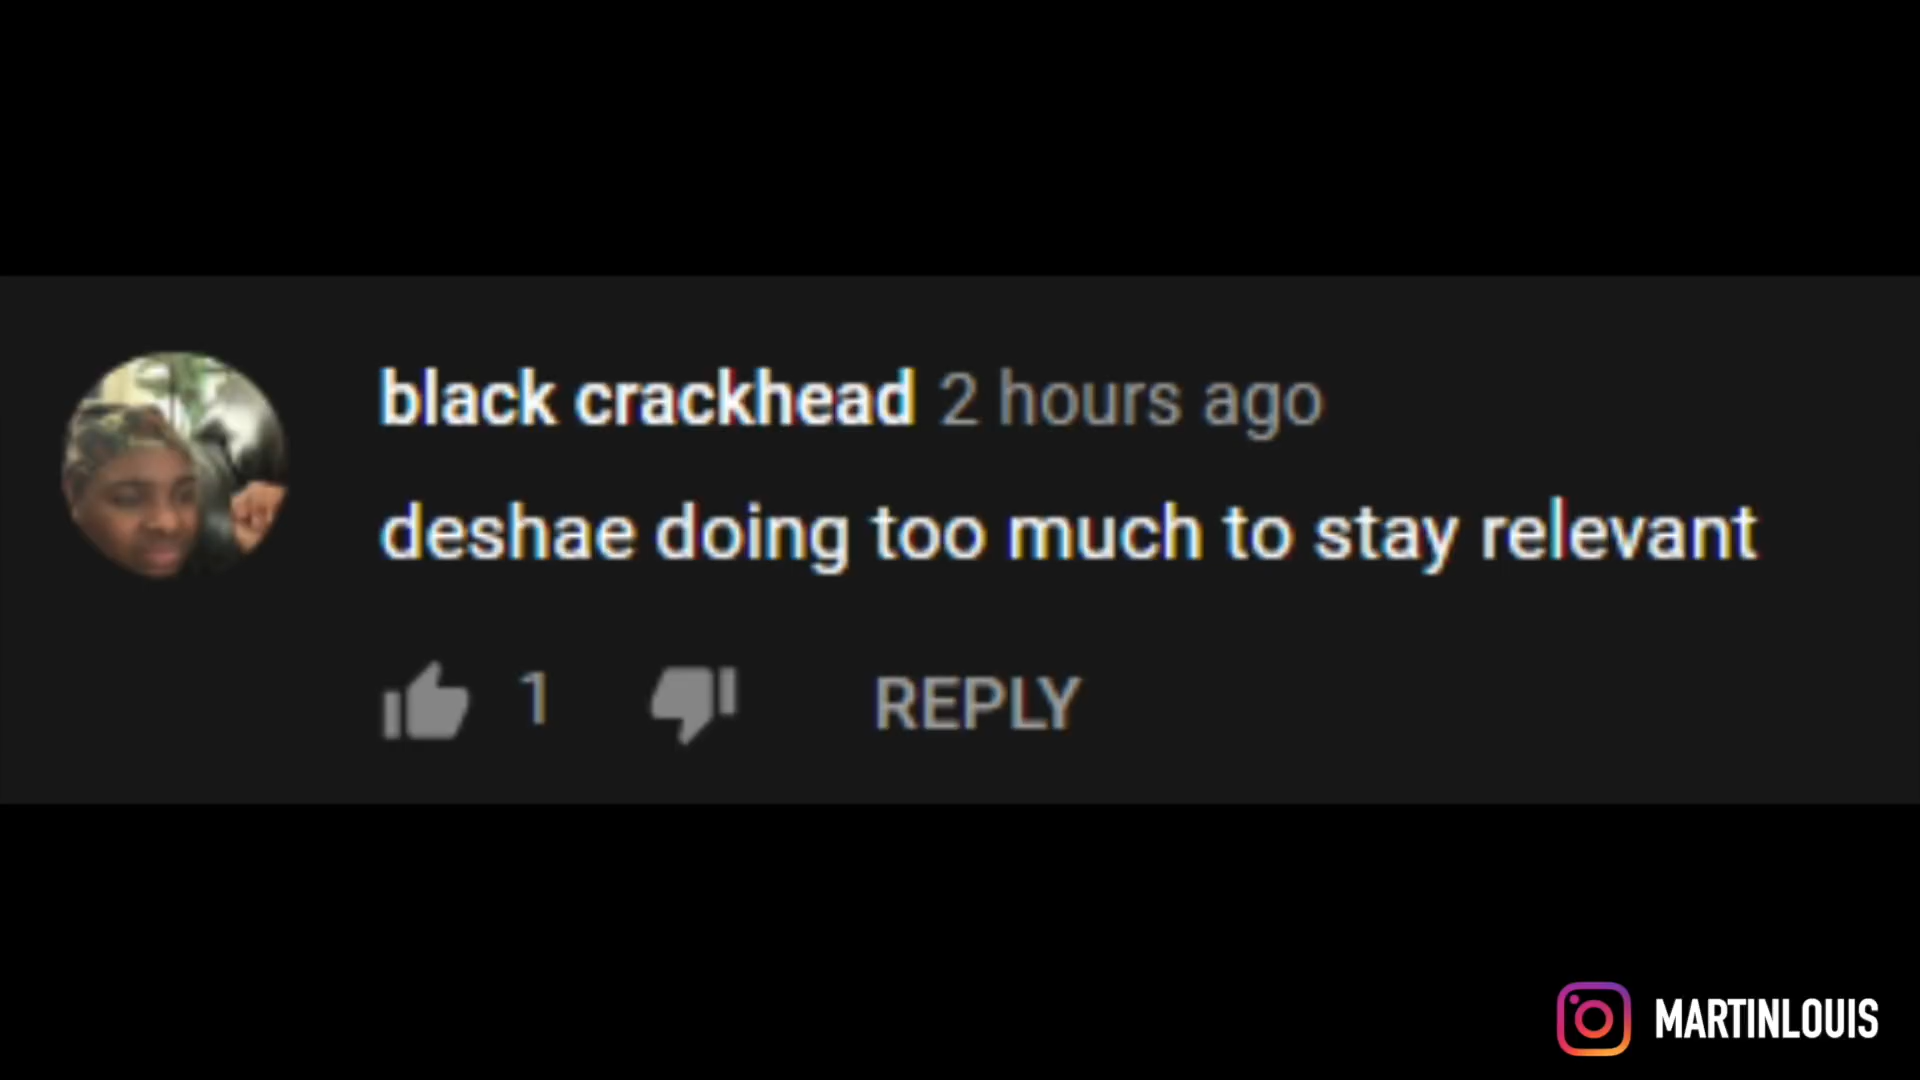 black crackhead 2 hours ago
deshae doing too much to stay relevant
1 REPLY
MARTINLOUIS